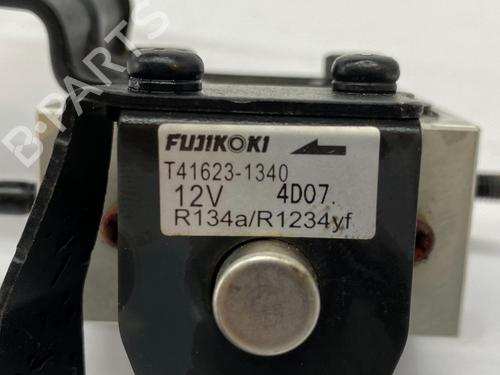 B-PARTS
FUJIKOKI
T41623-1340
12V 4D07.
R134a/R1234yf